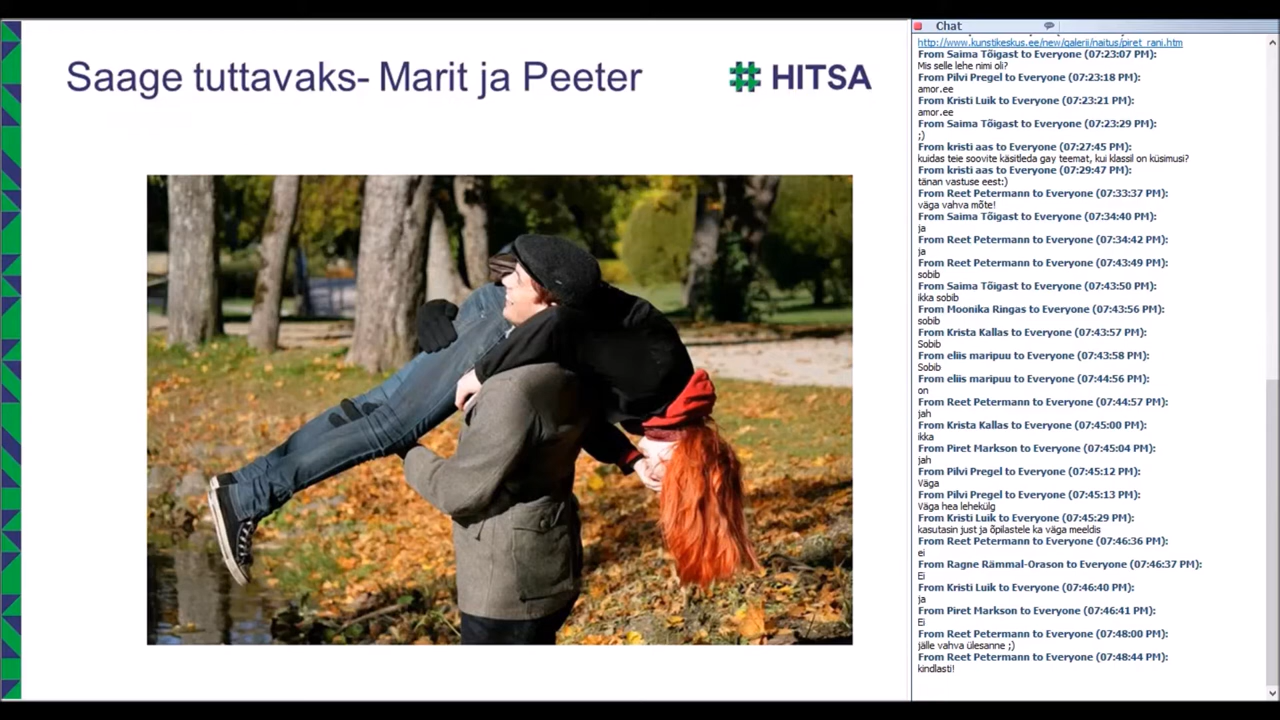 Saage tuttavaks- Marit ja Peeter
HITSA
Chat
http://www.kunstikeskus.ee/new/galerii/naitus/piret_rani.htm
From Saima Tõigast to Everyone (07:23:07 PM):
Mis selle lehe nimi oli?
From Pilvi Pregel to Everyone (07:23:18 PM):
amor.ee
From Kristi Luik to Everyone (07:23:21 PM):
amor.ee
From Saima Tõigast to Everyone (07:23:29 PM):
;)
From kristi aas to Everyone (07:27:45 PM):
kuidas teie soovite käsitleda gay teemat, kui klassil on küsimusi?
From kristi aas to Everyone (07:29:47 PM):
tänan vastuse eest:)
From Reet Petermann to Everyone (07:33:37 PM):
väga vahva mõte!
From Saima Tõigast to Everyone (07:34:40 PM):
ja
From Reet Petermann to Everyone (07:34:42 PM):
ja
From Reet Petermann to Everyone (07:43:49 PM):
sobib
From Saima Tõigast to Everyone (07:43:50 PM):
ikka sobib
From Moonika Ringas to Everyone (07:43:56 PM):
sobib
From Krista Kallas to Everyone (07:43:57 PM):
Sobib
From eliis maripuu to Everyone (07:43:58 PM):
Sobib
From eliis maripuu to Everyone (07:44:56 PM):
on
From Reet Petermann to Everyone (07:44:57 PM):
jah
From Krista Kallas to Everyone (07:45:00 PM):
ikka
From Piret Markson to Everyone (07:45:04 PM):
jah
From Pilvi Pregel to Everyone (07:45:12 PM):
Väga
From Pilvi Pregel to Everyone (07:45:13 PM):
Väga hea lehekülg
From Kristi Luik to Everyone (07:45:29 PM):
kasutasin just ja õpilastele ka väga meeldis
From Reet Petermann to Everyone (07:46:36 PM):
ei
From Ragne Rämmal-Orason to Everyone (07:46:37 PM):
Ei
From Kristi Luik to Everyone (07:46:40 PM):
ja
From Piret Markson to Everyone (07:46:41 PM):
Ei
From Reet Petermann to Everyone (07:48:00 PM):
jälle vahva ülesanne ;)
From Reet Petermann to Everyone (07:48:44 PM):
kindlasti!